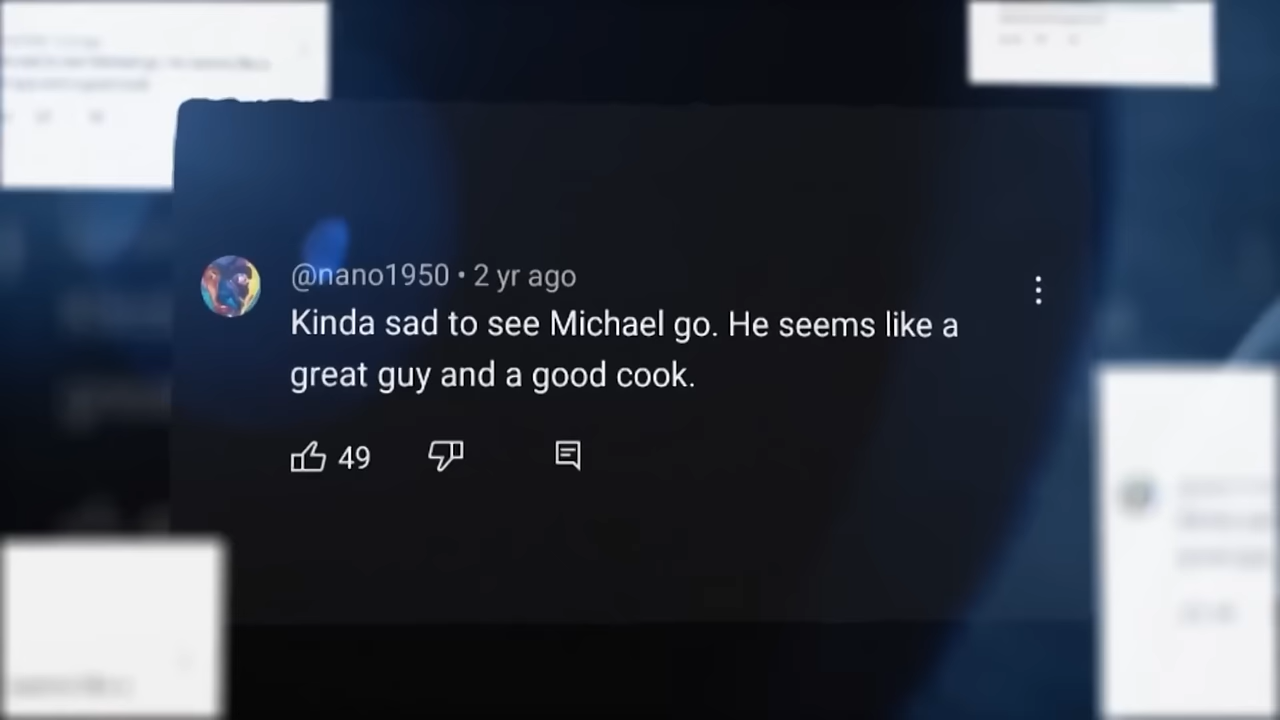 @nano1950 • 2 yr ago
Kinda sad to see Michael go. He seems like a
great guy and a good cook.
49